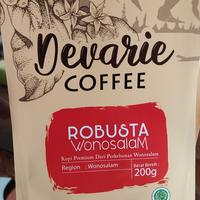 Devarie
COFFEE
ROBUSTA
WONOSALAM
Kopi Premium Dari Perkebunan Wonosalam
Region : Wonosalam
Berat Bersih :
200g